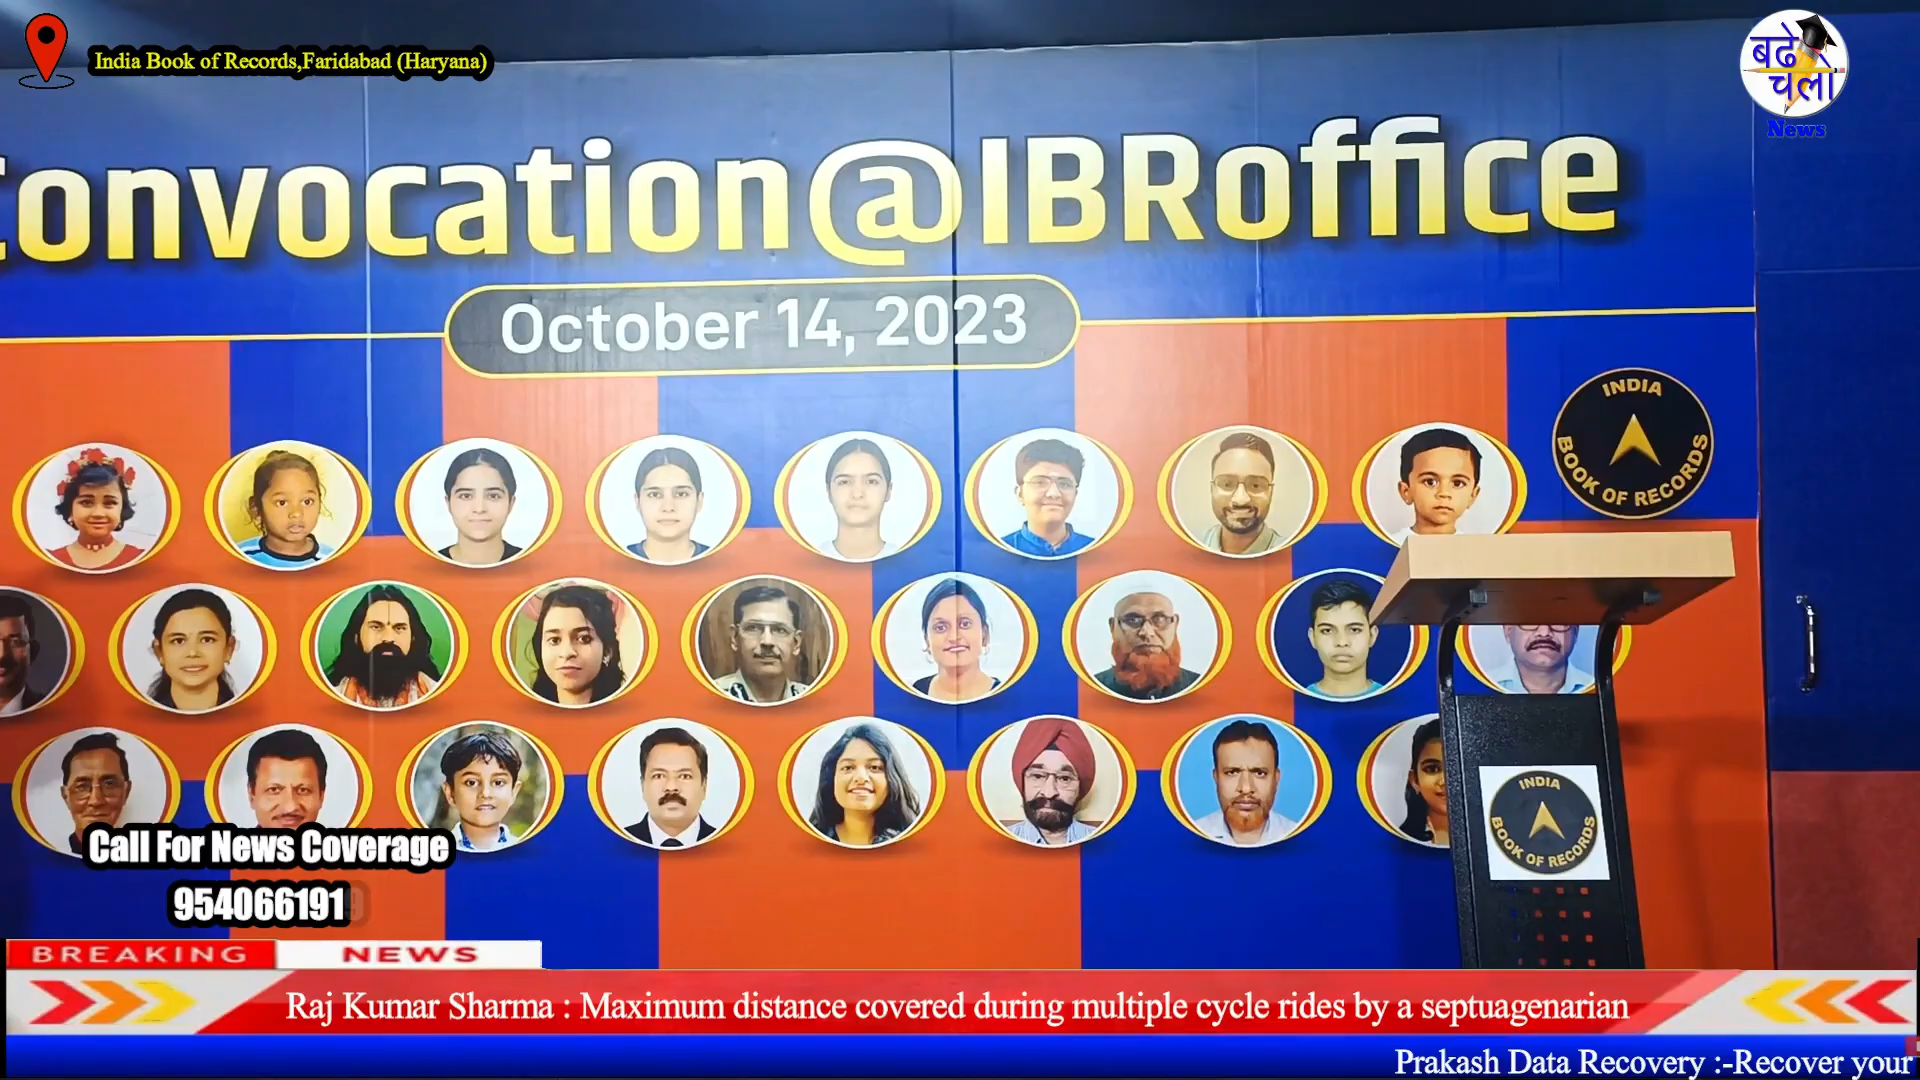 India Book of Records,Faridabad (Haryana)
बढे
चलो
News
Convocation@IBRoffice
October 14, 2023
INDIA
BOOK OF RECORDS
INDIA
BOOK OF RECORDS
Call For News Coverage
9540661919
BREAKING NEWS
Raj Kumar Sharma : Maximum distance covered during multiple cycle rides by a septuagenarian
Prakash Data Recovery :-Recover your